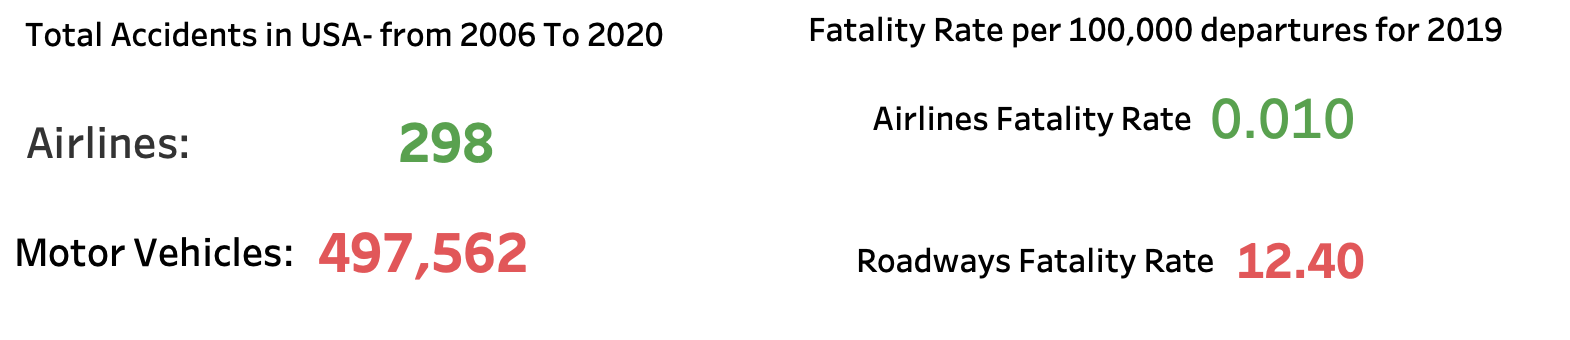 Total Accidents in USA- from 2006 To 2020
Airlines: 298
Motor Vehicles: 497,562
Fatality Rate per 100,000 departures for 2019
Airlines Fatality Rate 0.010
Roadways Fatality Rate 12.40